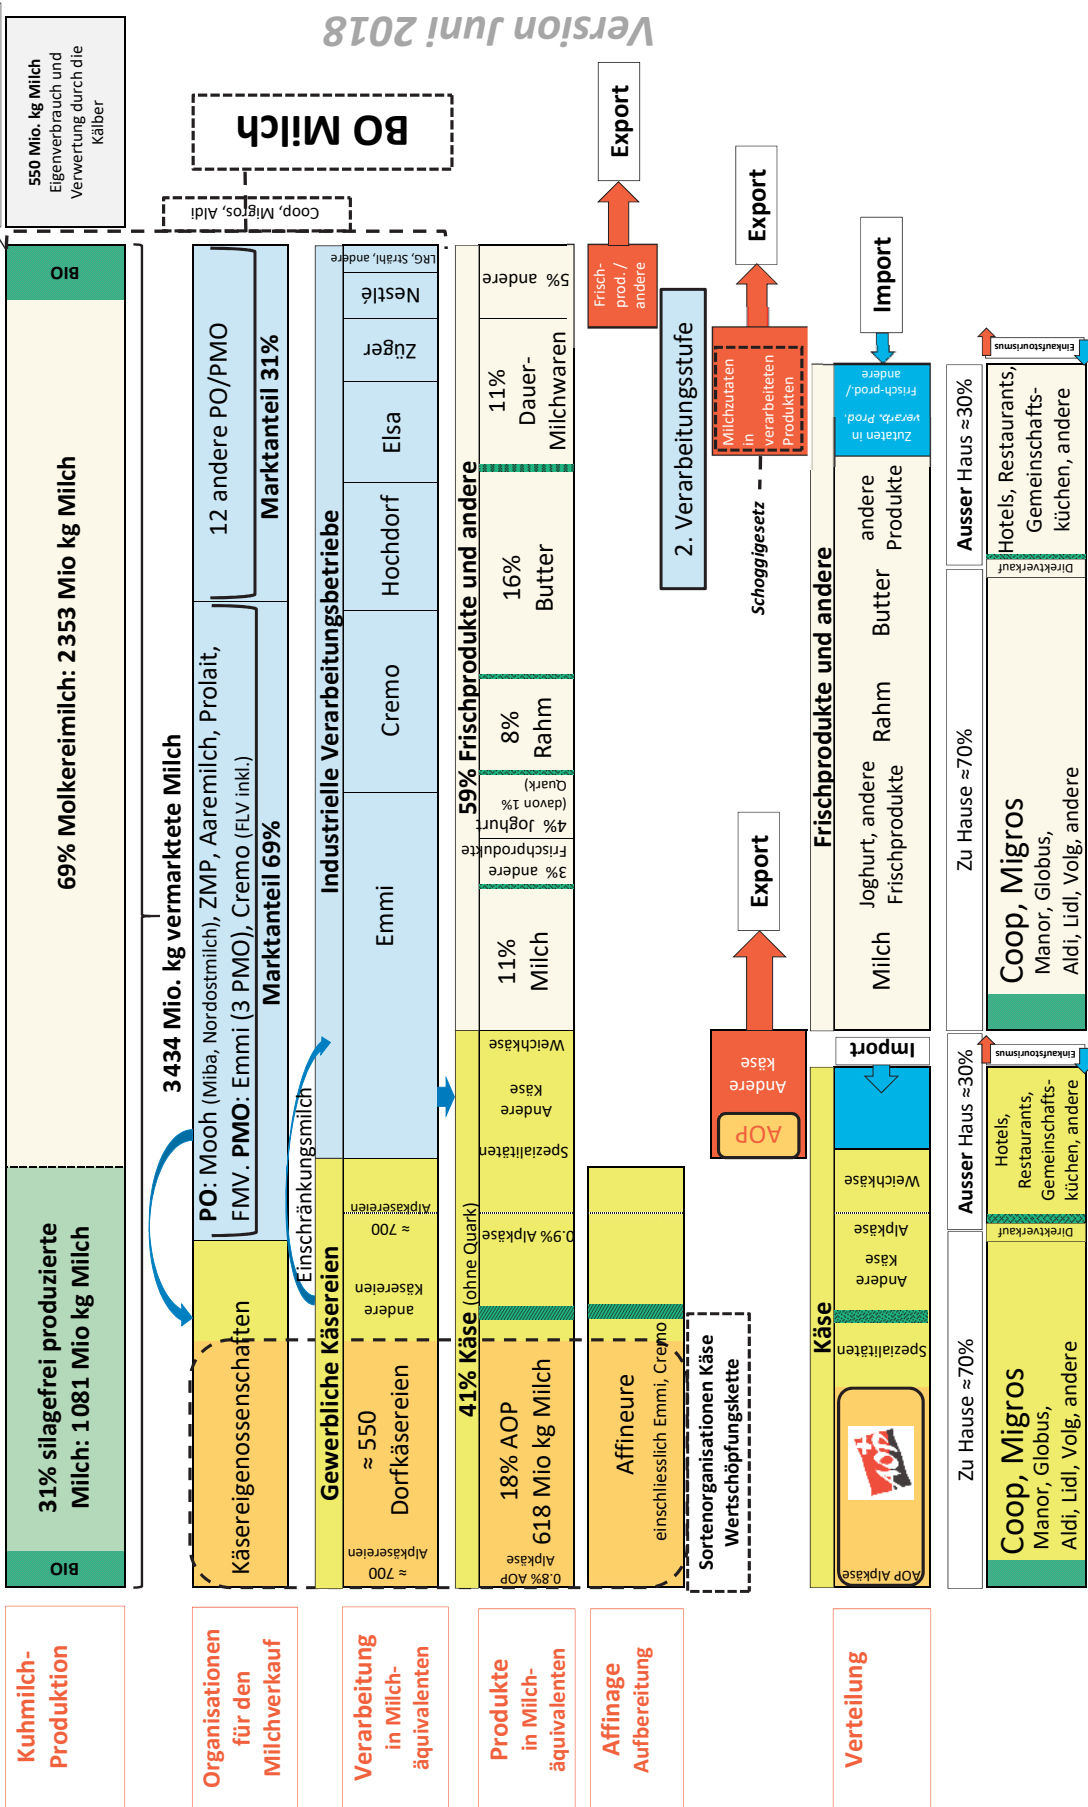 Version Juni 2018
Kuhmilch-
Produktion
BIO
31% silagefrei produzierte
Milch: 1081 Mio kg Milch
69% Molkereimilch: 2353 Mio kg Milch
BIO
550 Mio. kg Milch
Eigenverbrauch und
Verwertung durch die
Kälber
3434 Mio. kg vermarktete Milch
Organisationen
für den
Milchverkauf
Käsereigenossenschaften
PO: Mooh (Miba, Nordostmilch), ZMP, Aaremilch, Prolait,
FMV. PMO: Emmi (3 PMO), Cremo (FLV inkl.)
Marktanteil 69%
12 andere PO/PMO
Marktanteil 31%
Coop, Migros, Aldi
BO Milch
Einschränkungsmilch
Verarbeitung
in Milch-
äquivalenten
Gewerbliche Käsereien
≈ 700
Alpkäsereien
≈ 550
Dorfkäsereien
andere
Käsereien
≈ 700
Alpkäsereien
Industrielle Verarbeitungsbetriebe
Emmi
Cremo
Hochdorf
Elsa
Züger
Nestlé
LRG, Strähl, andere
Produkte
in Milch-
äquivalenten
41% Käse (ohne Quark)
0.8% AOP
Alpkäse
18% AOP
618 Mio kg Milch
0.9% Alpkäse
Spezialitäten
Andere
Käse
Weichkäse
59% Frischprodukte und andere
11%
Milch
3% andere
Frischprodukte
4% Joghurt
(davon 1%
Quark)
8%
Rahm
16%
Butter
11%
Dauer-
Milchwaren
5% andere
Affinage
Aufbereitung
Affineure
einschliesslich Emmi, Cremo
Frisch-
prod. /
andere
Export
Sortenorganisationen Käse
Wertschöpfungskette
2. Verarbeitungsstufe
AOP
Andere
käse
Export
Schoggigesetz
Milchzutaten
in
verarbeiteten
Produkten
Export
Verteilung
Käse
AOP Alpkäse
AOP
Spezialitäten
Andere
Käse
Alpkäse
Weichkäse
Import
Frischprodukte und andere
Milch
Joghurt, andere
Frischprodukte
Rahm
Butter
andere
Produkte
Zutaten in
verarb. Prod.
Frisch-prod./
andere
Import
Zu Hause ≈70%
Ausser Haus ≈30%
Zu Hause ≈70%
Ausser Haus ≈30%
Coop, Migros
Manor, Globus,
Aldi, Lidl, Volg, andere
Direktverkauf
Hotels,
Restaurants,
Gemeinschafts-
küchen, andere
Einkaufstourismus
Coop, Migros
Manor, Globus,
Aldi, Lidl, Volg, andere
Direktverkauf
Hotels, Restaurants,
Gemeinschafts-
küchen, andere
Einkaufstourismus